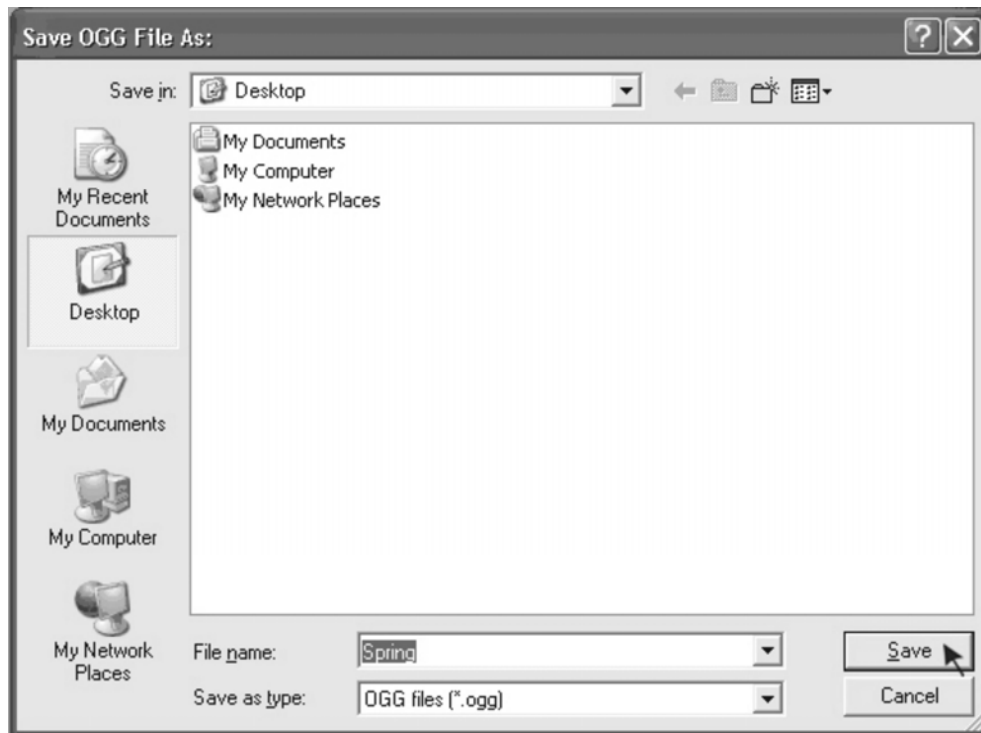 Save OGG File As:
Save in: Desktop
My Recent
Documents
Desktop
My Documents
My Computer
My Network
Places
My Documents
My Computer
My Network Places
File name: Spring Save
Save as type: OGG files (*.ogg) Cancel